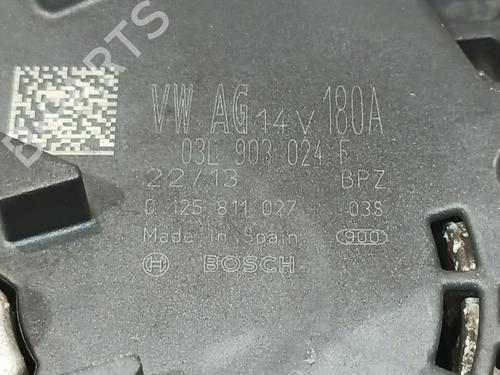 VW AG 14V 180A
03L 903 024 F
22/13 BPZ
0 125 811 027 03S
Made in Spain 900
BOSCH